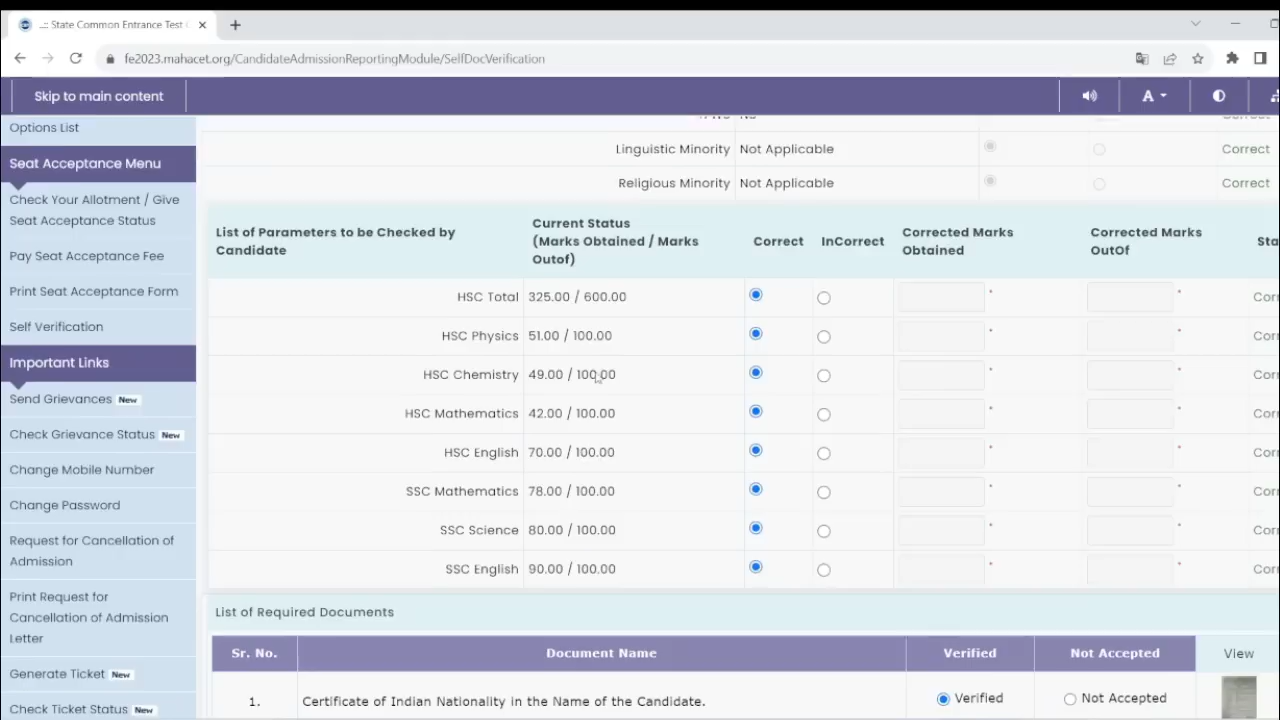 ..:: State Common Entrance Test
fe2023.mahacet.org/CandidateAdmissionReportingModule/SelfDocVerification
Skip to main content
A
Options List
Seat Acceptance Menu
Check Your Allotment / Give
Seat Acceptance Status
Pay Seat Acceptance Fee
Print Seat Acceptance Form
Self Verification
Important Links
Send Grievances New
Check Grievance Status New
Change Mobile Number
Change Password
Request for Cancellation of
Admission
Print Request for
Cancellation of Admission
Letter
Generate Ticket New
Check Ticket Status New
Linguistic Minority Not Applicable Correct
Religious Minority Not Applicable Correct
List of Parameters to be Checked by
Candidate
Current Status
(Marks Obtained / Marks
Outof)
Correct
InCorrect
Corrected Marks
Obtained
Corrected Marks
OutOf
HSC Total 325.00 / 600.00 * *
HSC Physics 51.00 / 100.00 * *
HSC Chemistry 49.00 / 100.00 * *
HSC Mathematics 42.00 / 100.00 * *
HSC English 70.00 / 100.00 * *
SSC Mathematics 78.00 / 100.00 * *
SSC Science 80.00 / 100.00 * *
SSC English 90.00 / 100.00 * *
List of Required Documents
Sr. No. Document Name Verified Not Accepted View
1. Certificate of Indian Nationality in the Name of the Candidate. Verified Not Accepted